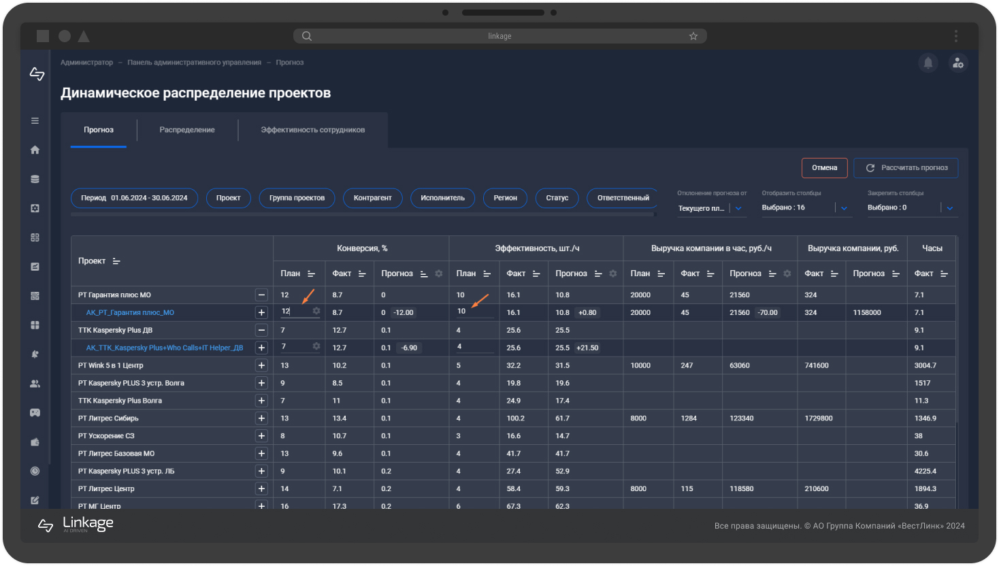 linkage
Администратор – Панель административного управления – Прогноз
Динамическое распределение проектов
Прогноз Распределение Эффективность сотрудников
Отмена Рассчитать прогноз
Период 01.06.2024 - 30.06.2024 Проект Группа проектов Контрагент Исполнитель Регион Статус Ответственный
Отклонение прогноза от Отобразить столбцы Закрепить столбцы
Текущего пл... Выбрано : 16 Выбрано : 0
Проект Конверсия, % Эффективность, шт./ч Выручка компании в час, руб./ч Выручка компании, руб. Часы
План Факт Прогноз План Факт Прогноз План Факт Прогноз Факт Прогноз Факт
РТ Гарантия плюс МО 12 8.7 0 10 16.1 10.8 20000 45 21560 324 7.1
АК_РТ_Гарантия плюс_МО 12 8.7 0 -12.00 10 16.1 10.8 +0.80 20000 45 21560 -70.00 324 1158000 7.1
ТТК Kaspersky Plus ДВ 7 12.7 0.1 4 25.6 25.5 9.1
АК_ТТК_Kaspersky Plus+Who Calls+IT Helper_ДВ 7 12.7 0.1 -6.90 4 25.6 25.5 +21.50 9.1
РТ Wink 5 в 1 Центр 13 10.2 0.1 5 32.2 31.5 10000 247 63060 741600 3004.7
РТ Kaspersky PLUS 3 устр. Волга 9 8.5 0.1 4 19.8 19.6 1517
ТТК Kaspersky Plus Волга 7 11 0.1 4 24.9 17.4 11.3
РТ Литрес Сибирь 13 13.4 0.1 4 100.2 61.7 8000 1284 123340 1729800 1346.9
РТ Ускорение СЗ 8 10.7 0.1 3 16.6 14.7 38
РТ Литрес Базовая МО 13 9.6 0.1 4 41.7 41.7 30.6
РТ Kaspersky PLUS 3 устр. ЛБ 9 10.1 0.2 4 27.4 52.9 4225.4
РТ Литрес Центр 14 7.1 0.2 4 58.4 59.3 8000 115 118580 210600 1894.3
РТ МГ Центр 16 17.3 0.2 6 67.3 62.3 36.9
Linkage
AI DRIVEN
Все права защищены. © АО Группа Компаний «ВестЛинк» 2024